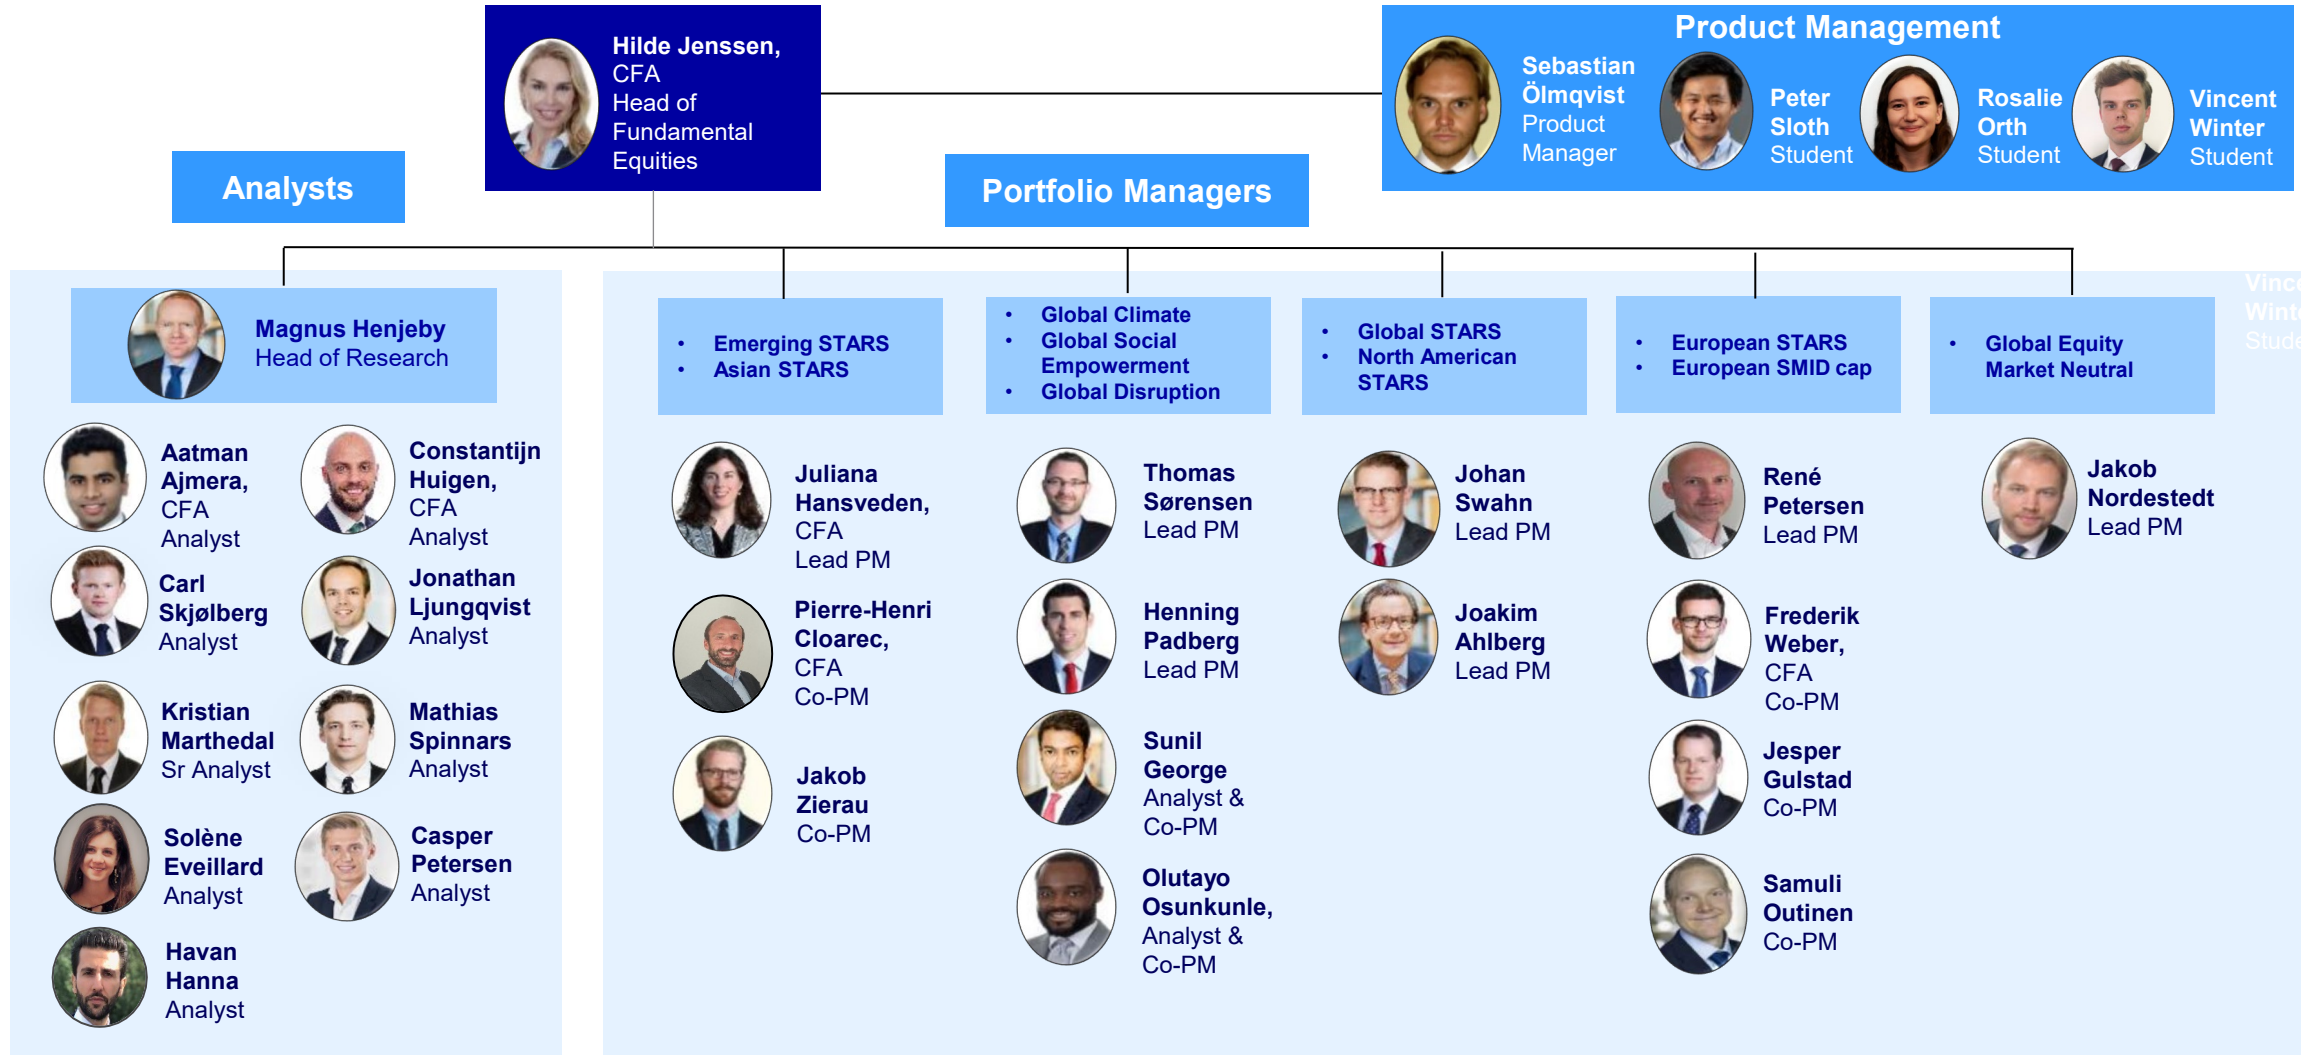 Hilde Jenssen,
CFA
Head of
Fundamental
Equities
Product Management
Sebastian
Ölmqvist
Product
Manager
Peter
Sloth
Student
Rosalie
Orth
Student
Vincent
Winter
Student
Analysts
Portfolio Managers
Magnus Henjeby
Head of Research
Aatman
Ajmera,
CFA
Analyst
Constantijn
Huigen,
CFA
Analyst
Carl
Skjølberg
Analyst
Jonathan
Ljungqvist
Analyst
Kristian
Marthedal
Sr Analyst
Mathias
Spinnars
Analyst
Solène
Eveillard
Analyst
Casper
Petersen
Analyst
Havan
Hanna
Analyst
• Emerging STARS
• Asian STARS
Juliana
Hansveden,
CFA
Lead PM
Pierre-Henri
Cloarec,
CFA
Co-PM
Jakob
Zierau
Co-PM
• Global Climate
• Global Social
Empowerment
• Global Disruption
Thomas
Sørensen
Lead PM
Henning
Padberg
Lead PM
Sunil
George
Analyst &
Co-PM
Olutayo
Osunkunle,
Analyst &
Co-PM
• Global STARS
• North American
STARS
Johan
Swahn
Lead PM
Joakim
Ahlberg
Lead PM
• European STARS
• European SMID cap
René
Petersen
Lead PM
Frederik
Weber,
CFA
Co-PM
Jesper
Gulstad
Co-PM
Samuli
Outinen
Co-PM
• Global Equity
Market Neutral
Jakob
Nordestedt
Lead PM